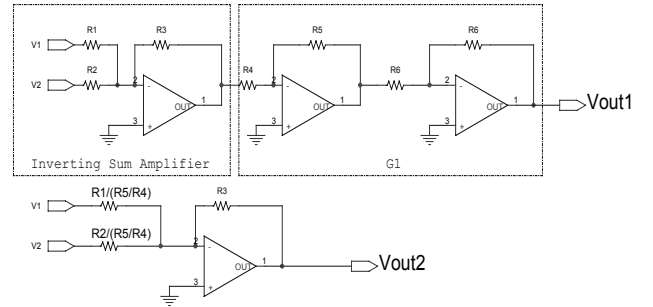 R1 R3 R5 R6
V1
V2 R2 R4 R6
2 - 2 - 2 -
OUT 1 OUT 1 OUT 1 Vout1
3 + 3 + 3 +
Inverting Sum Amplifier G1
R1/(R5/R4) R3
V1
R2/(R5/R4)
V2 2 -
OUT 1 Vout2
3 +